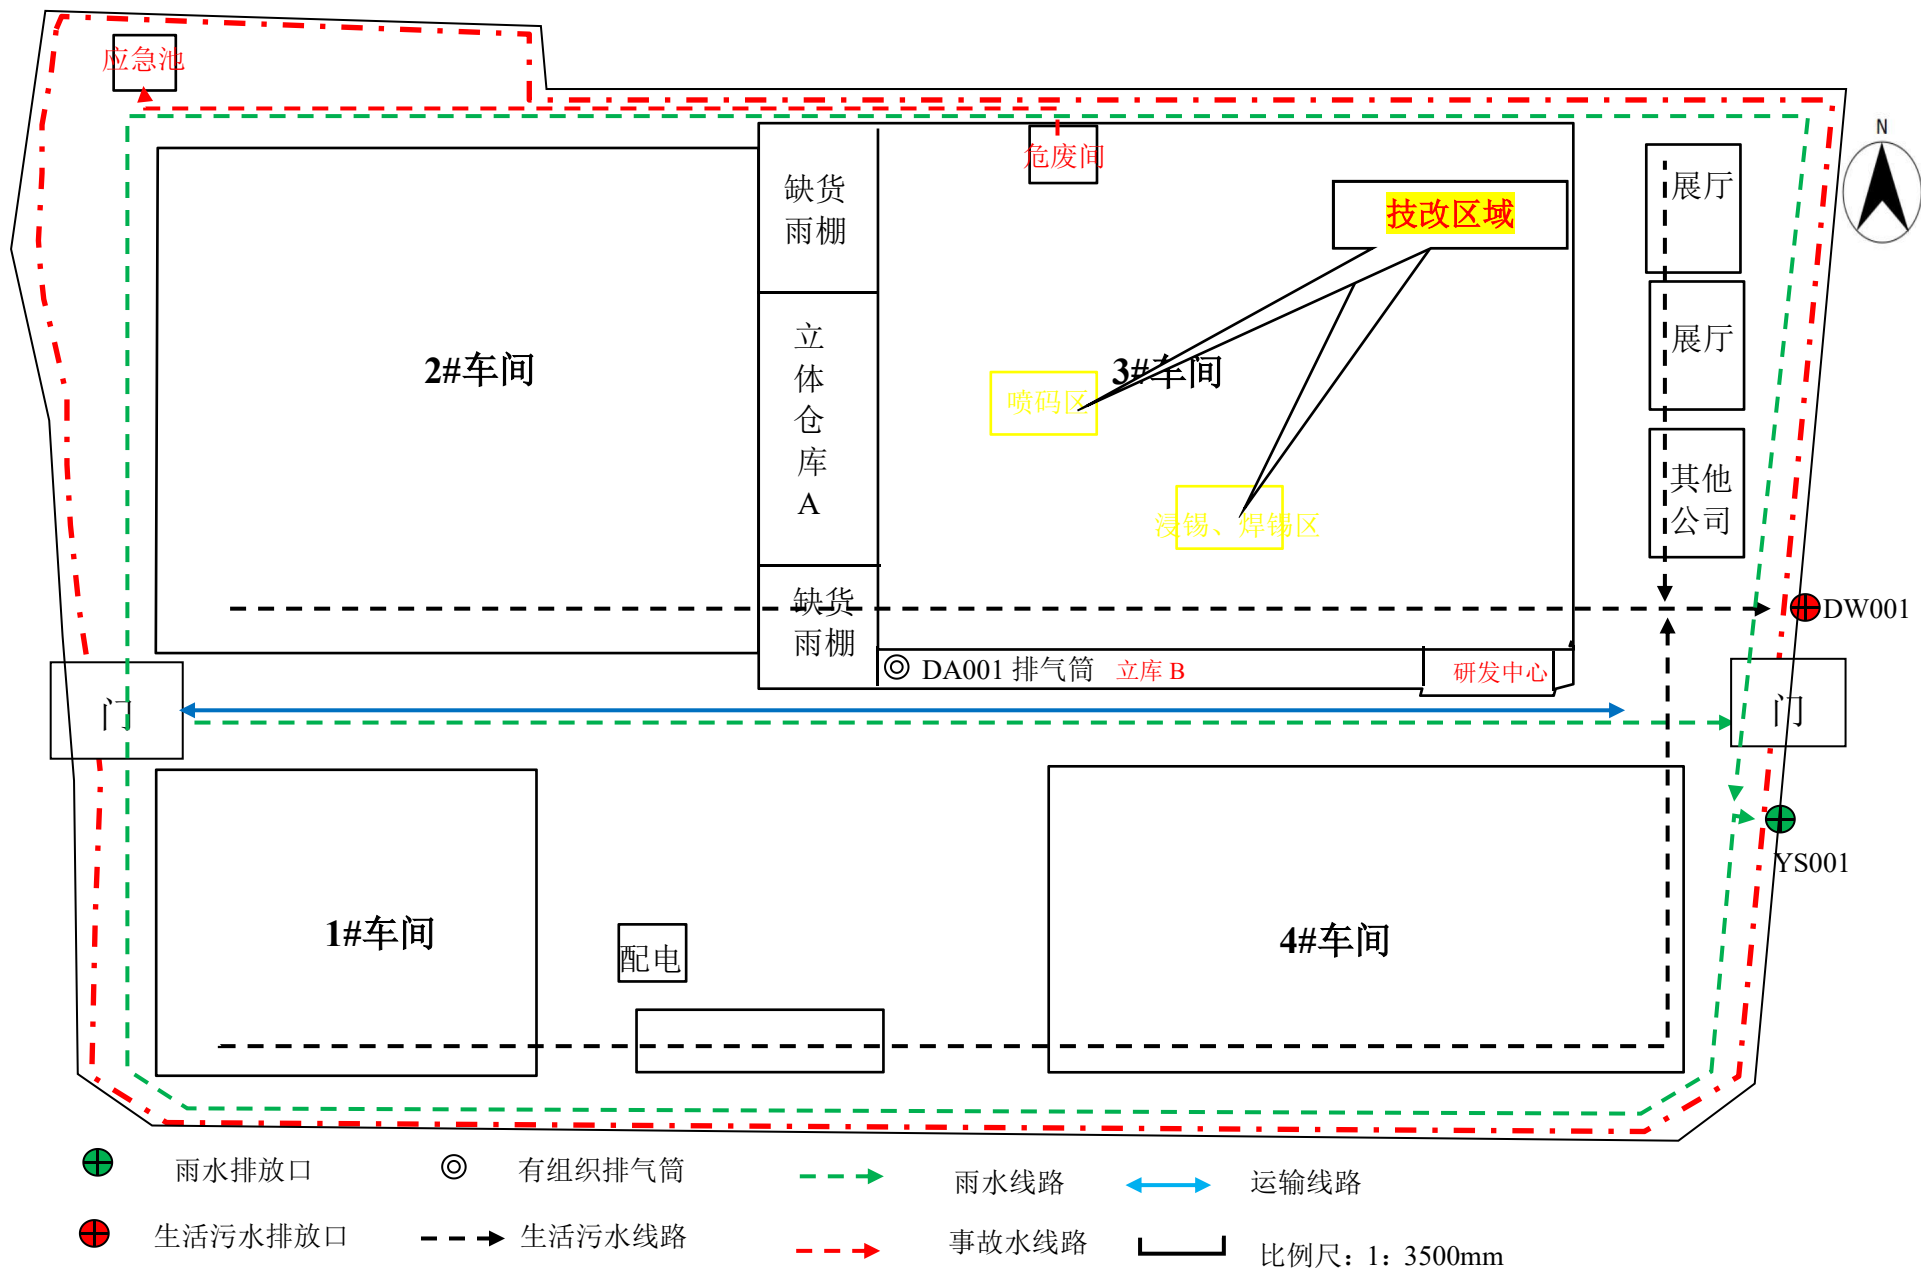 应急池
N
危废间
缺货
雨棚
展厅
技改区域
立
体
仓
库
A
展厅
2#车间
3#车间
喷码区
其他
公司
浸锡、焊锡区
缺货
雨棚
DW001
DA001 排气筒
立库 B
研发中心
门
门
YS001
1#车间
4#车间
配电
雨水排放口
有组织排气筒
雨水线路
运输线路
生活污水排放口
生活污水线路
事故水线路
比例尺：1：3500mm